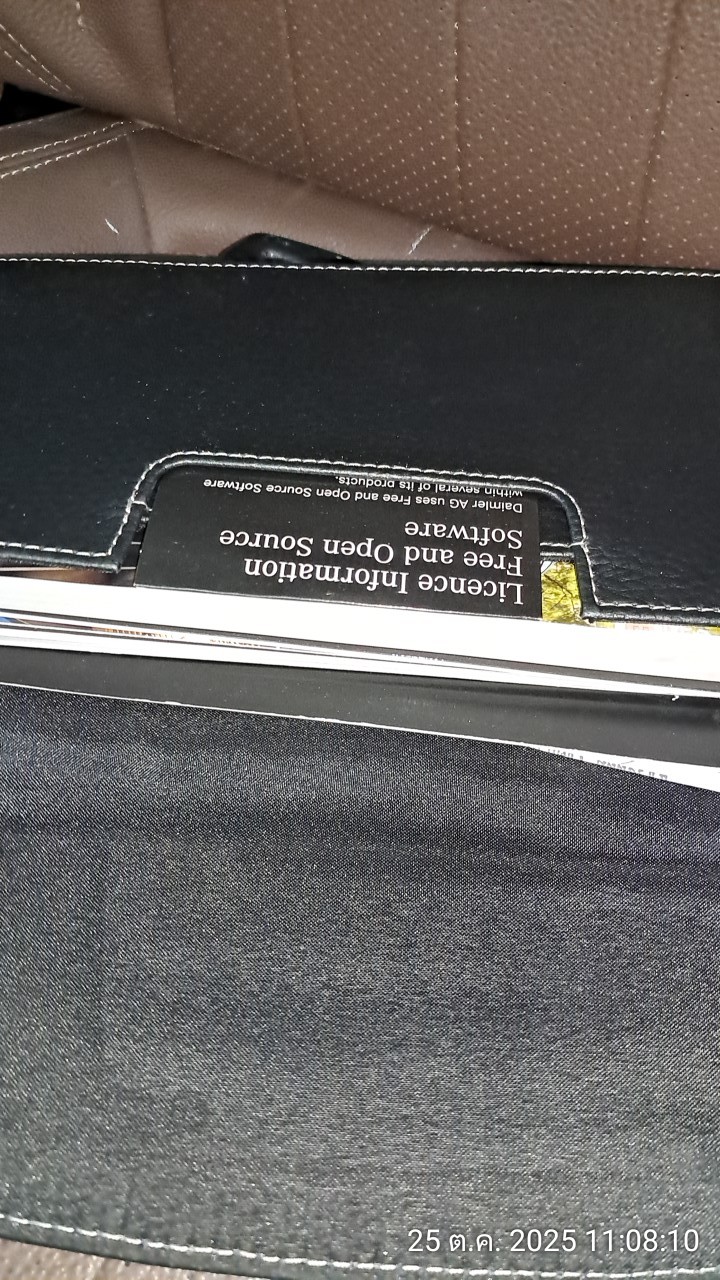 Licence Information
Free and Open Source
Software
Daimler AG uses Free and Open Source Software
within several of its products.
25 ต.ค. 2025 11:08:10